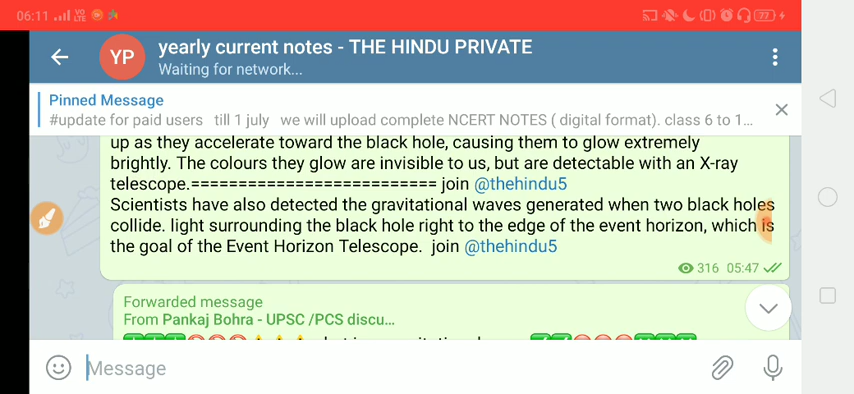 06:11
77
YP
yearly current notes - THE HINDU PRIVATE
Waiting for network...
Pinned Message
#update for paid users till 1 july we will upload complete NCERT NOTES ( digital format). class 6 to 1...
up as they accelerate toward the black hole, causing them to glow extremely
brightly. The colours they glow are invisible to us, but are detectable with an X-ray
telescope.========================== join @thehindu5
Scientists have also detected the gravitational waves generated when two black holes
collide. light surrounding the black hole right to the edge of the event horizon, which is
the goal of the Event Horizon Telescope. join @thehindu5
316 05:47
Forwarded message
From Pankaj Bohra - UPSC /PCS discu...
Message